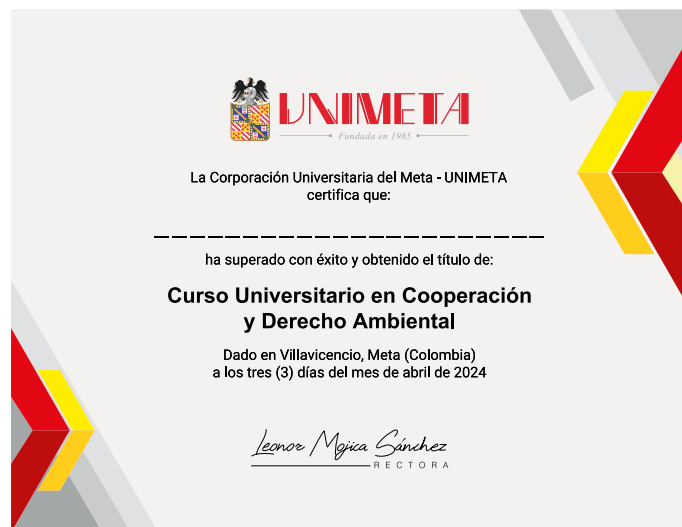 UNIMETA
Fundada en 1985
La Corporación Universitaria del Meta - UNIMETA
certifica que:
ha superado con éxito y obtenido el título de:
Curso Universitario en Cooperación
y Derecho Ambiental
Dado en Villavicencio, Meta (Colombia)
a los tres (3) días del mes de abril de 2024
Leonor Mojica Sánchez
RECTORA